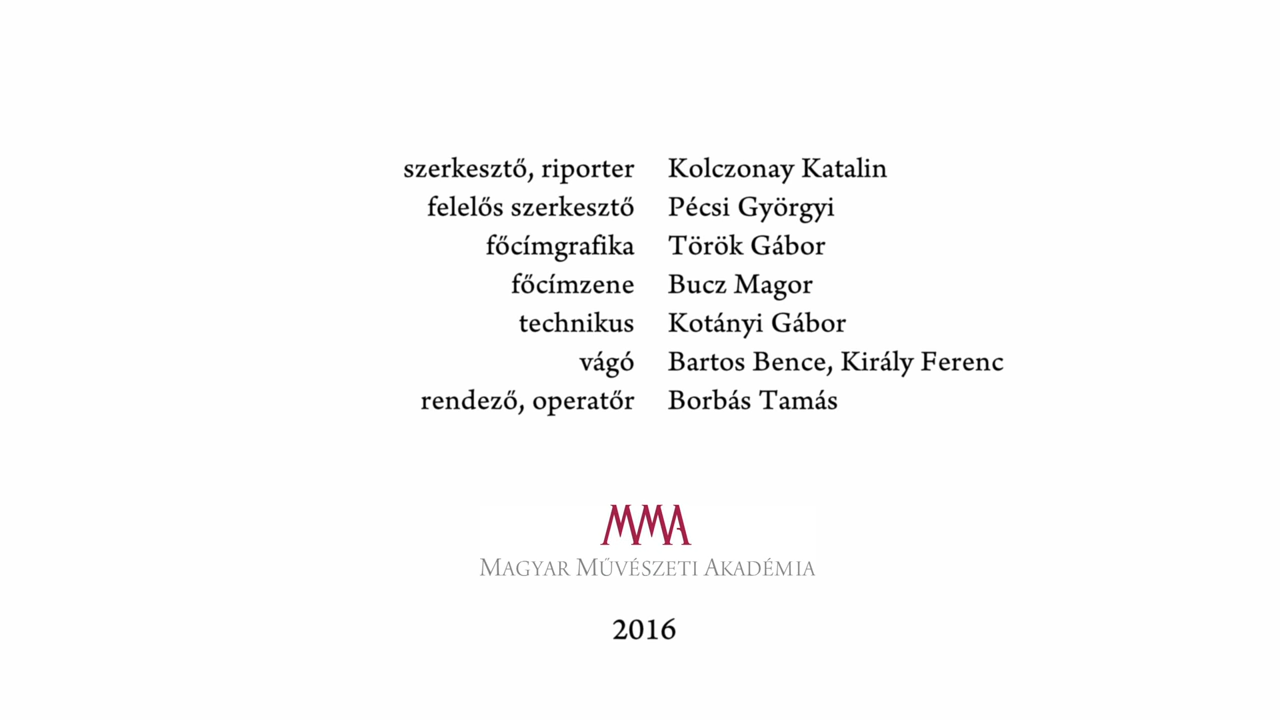 szerkesztő, riporter Kolczonay Katalin
felelős szerkesztő Pécsi Györgyi
főcímgrafika Török Gábor
főcímzene Bucz Magor
technikus Kotányi Gábor
vágó Bartos Bence, Király Ferenc
rendező, operatőr Borbás Tamás
MMA
MAGYAR MŰVÉSZETI AKADÉMIA
2016